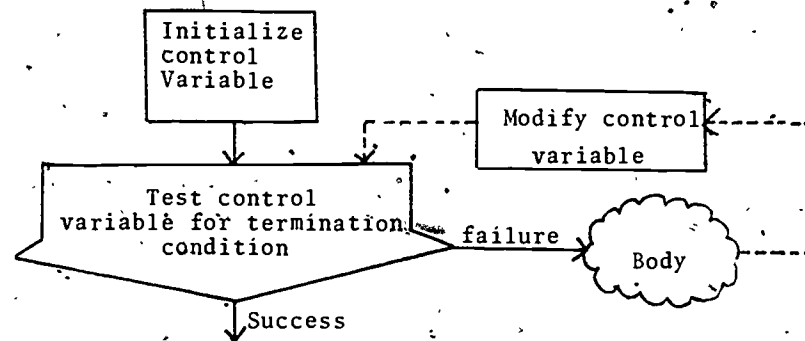 Initialize
control
Variable
Modify control
variable
Test control
variable for termination
condition
failure
Body
Success